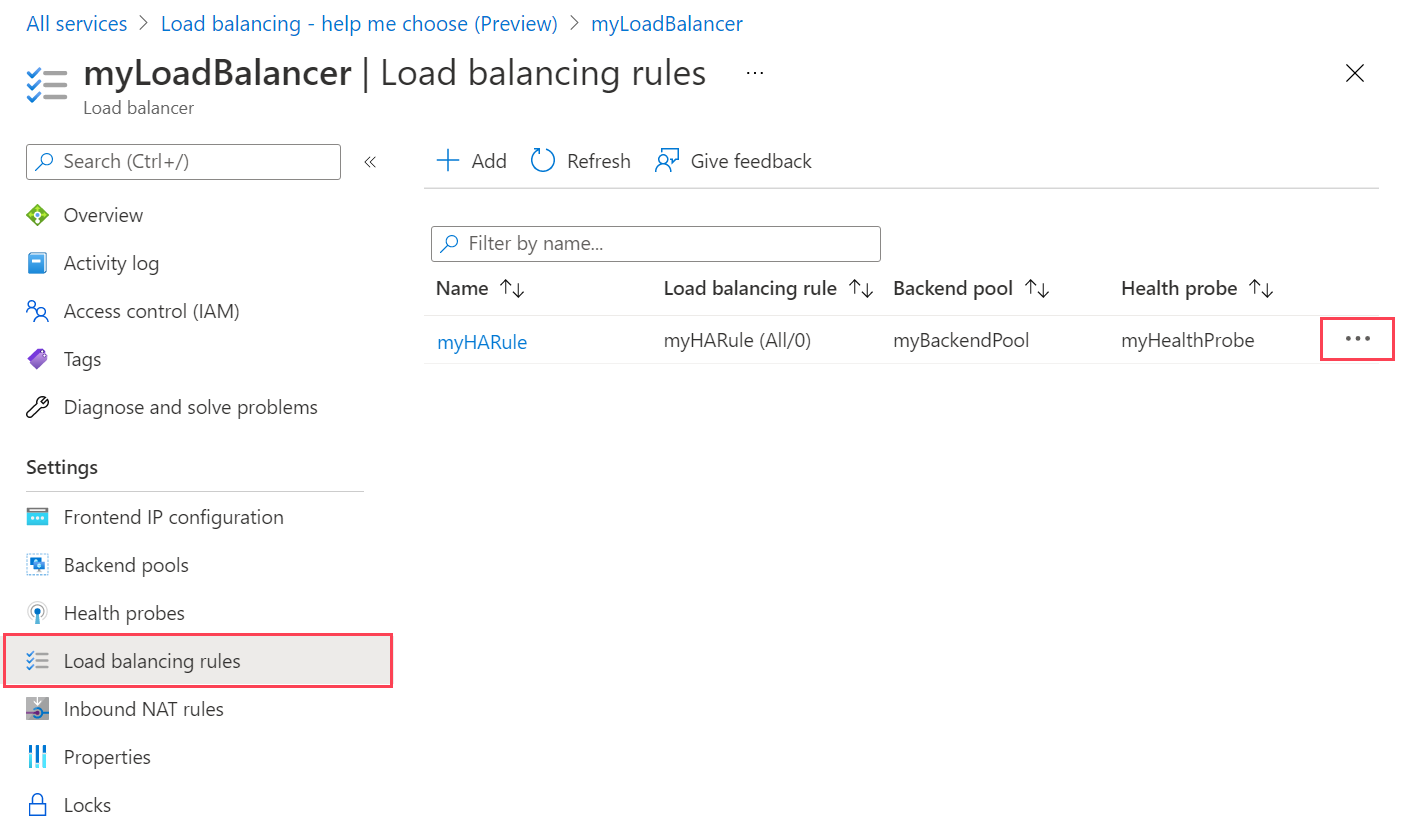 All services > Load balancing - help me choose (Preview) > myLoadBalancer
myLoadBalancer | Load balancing rules ...
Load balancer
Search (Ctrl+/) «
Overview
Activity log
Access control (IAM)
Tags
Diagnose and solve problems
Settings
Frontend IP configuration
Backend pools
Health probes
Load balancing rules
Inbound NAT rules
Properties
Locks
Add Refresh Give feedback
Filter by name...
Name Load balancing rule Backend pool Health probe
myHARule myHARule (All/0) myBackendPool myHealthProbe ...